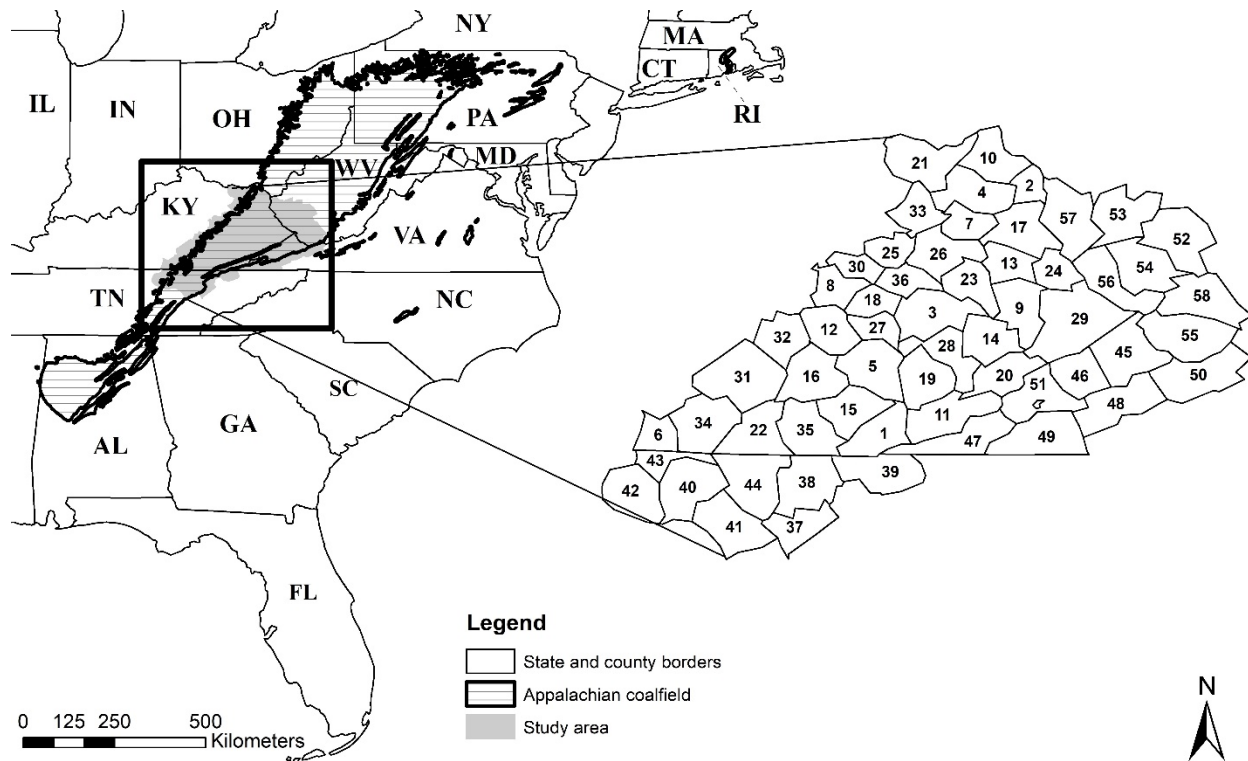 NY
MA
CT
RI
IL
IN
OH
PA
MD
WV
KY
VA
TN
NC
SC
GA
AL
FL
21
10
4
2
33
7
17
57
53
52
25
26
30
36
23
13
24
56
54
8
18
3
9
29
58
32
12
27
28
14
55
31
16
5
19
20
51
46
45
50
6
34
22
35
15
1
11
47
49
48
43
42
40
44
38
39
41
37
Legend
State and county borders
Appalachian coalfield
Study area
0 125 250 500
Kilometers
N